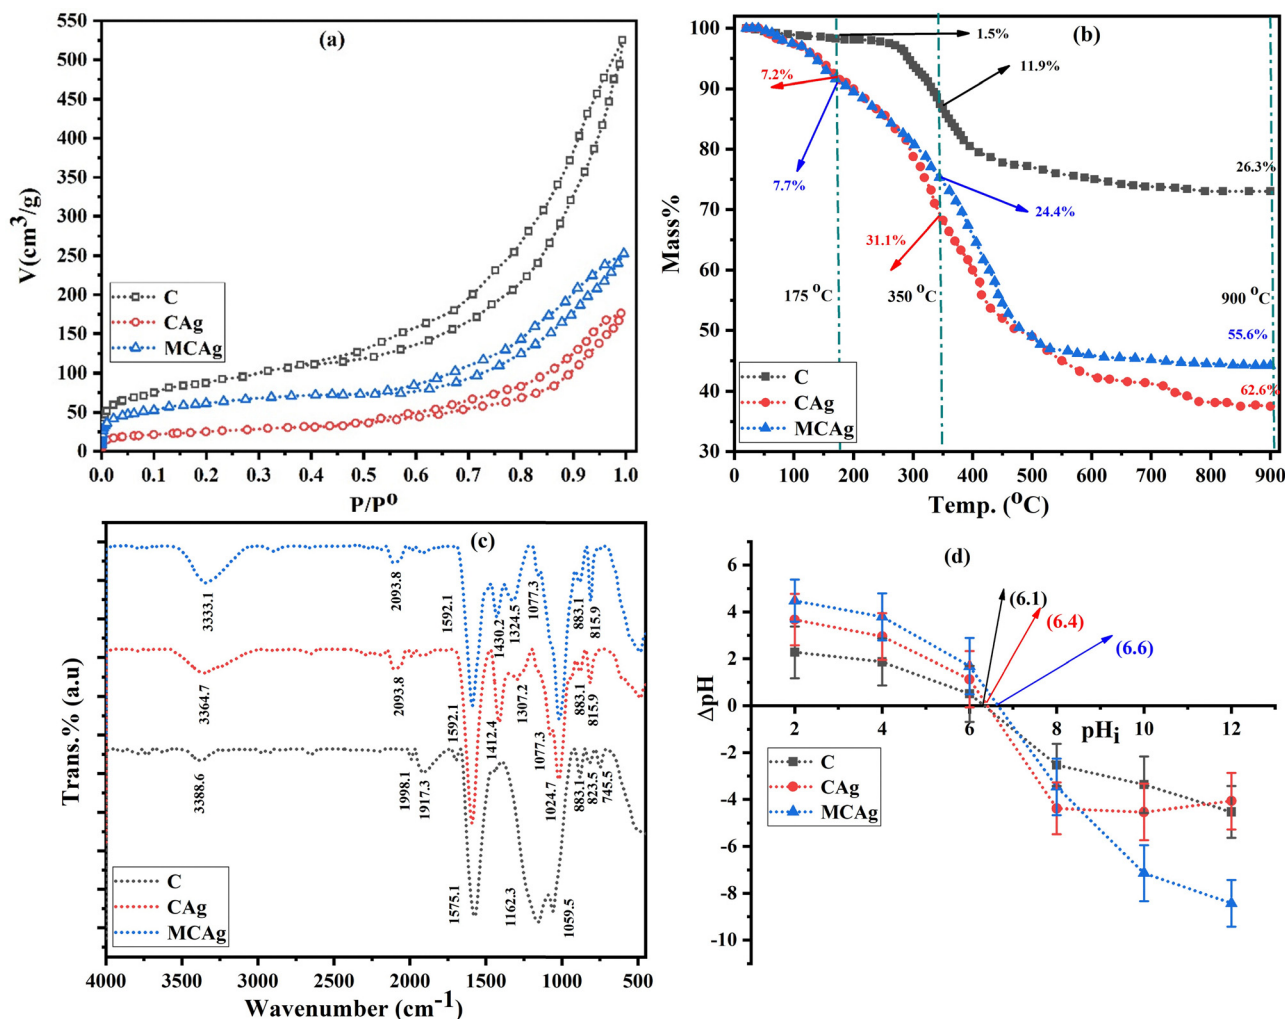 (a)
550
500
450
400
350
300
250
200
150
100
50
0
V(cm³/g)
C
CAg
MCAg
0.0 0.1 0.2 0.3 0.4 0.5 0.6 0.7 0.8 0.9 1.0
P/P⁰
(b)
100
90
80
70
60
50
40
30
Mass%
1.5%
11.9%
7.2%
7.7%
26.3%
24.4%
31.1%
175 ⁰C
350 ⁰C
900 ⁰C
55.6%
62.6%
C
CAg
MCAg
0 100 200 300 400 500 600 700 800 900
Temp. (⁰C)
(c)
Trans.% (a.u)
3333.1
2093.8
1592.1
1430.2
1324.5
1077.3
883.1
815.9
3364.7
2093.8
1592.1
1412.4
1307.2
1077.3
1024.7
883.1
815.9
3388.6
1998.1
1917.3
1575.1
1162.3
1059.5
883.1
823.5
745.5
C
CAg
MCAg
4000 3500 3000 2500 2000 1500 1000 500
Wavenumber (cm⁻¹)
(d)
6
4
2
0
-2
-4
-6
-8
-10
ΔpH
(6.1)
(6.4)
(6.6)
2 4 6 8 10 12
pHᵢ
C
CAg
MCAg